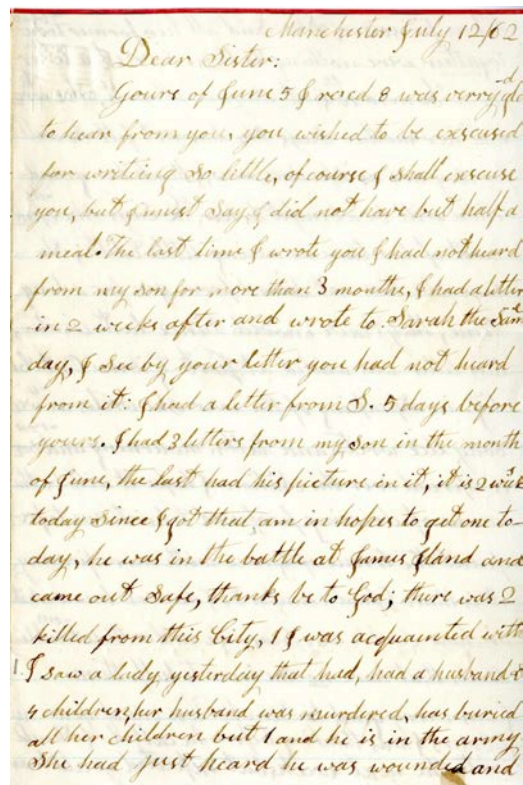 Manchester July 12/62
Dear Sister:
Yours of June 5 I recd 8 was verry glad
to hear from you, you wished to be exscused
for writing so little, of course I shall exscuse
you, but I must say I did not have but half a
meal. The last time I wrote you I had not heard
from my son for more than 3 months, I had a letter
in 2 weeks after and wrote to Sarah the same
day, I see by your letter you had not heard
from it: I had a letter from S. 5 days before
yours. I had 3 letters from my son in the month
of June, the last had his picture in it, it is 2 weeks
today since I got that, am in hopes to get one to-
day, he was in the battle at James Iland and
came out safe, thanks be to God; there was 2
killed from this City, 1 I was acquainted with
I saw a lady yesterday that had, had a husband &
4 children, her husband was murdered, has buried
all her children but 1 and he is in the army
She had just heard he was wounded and